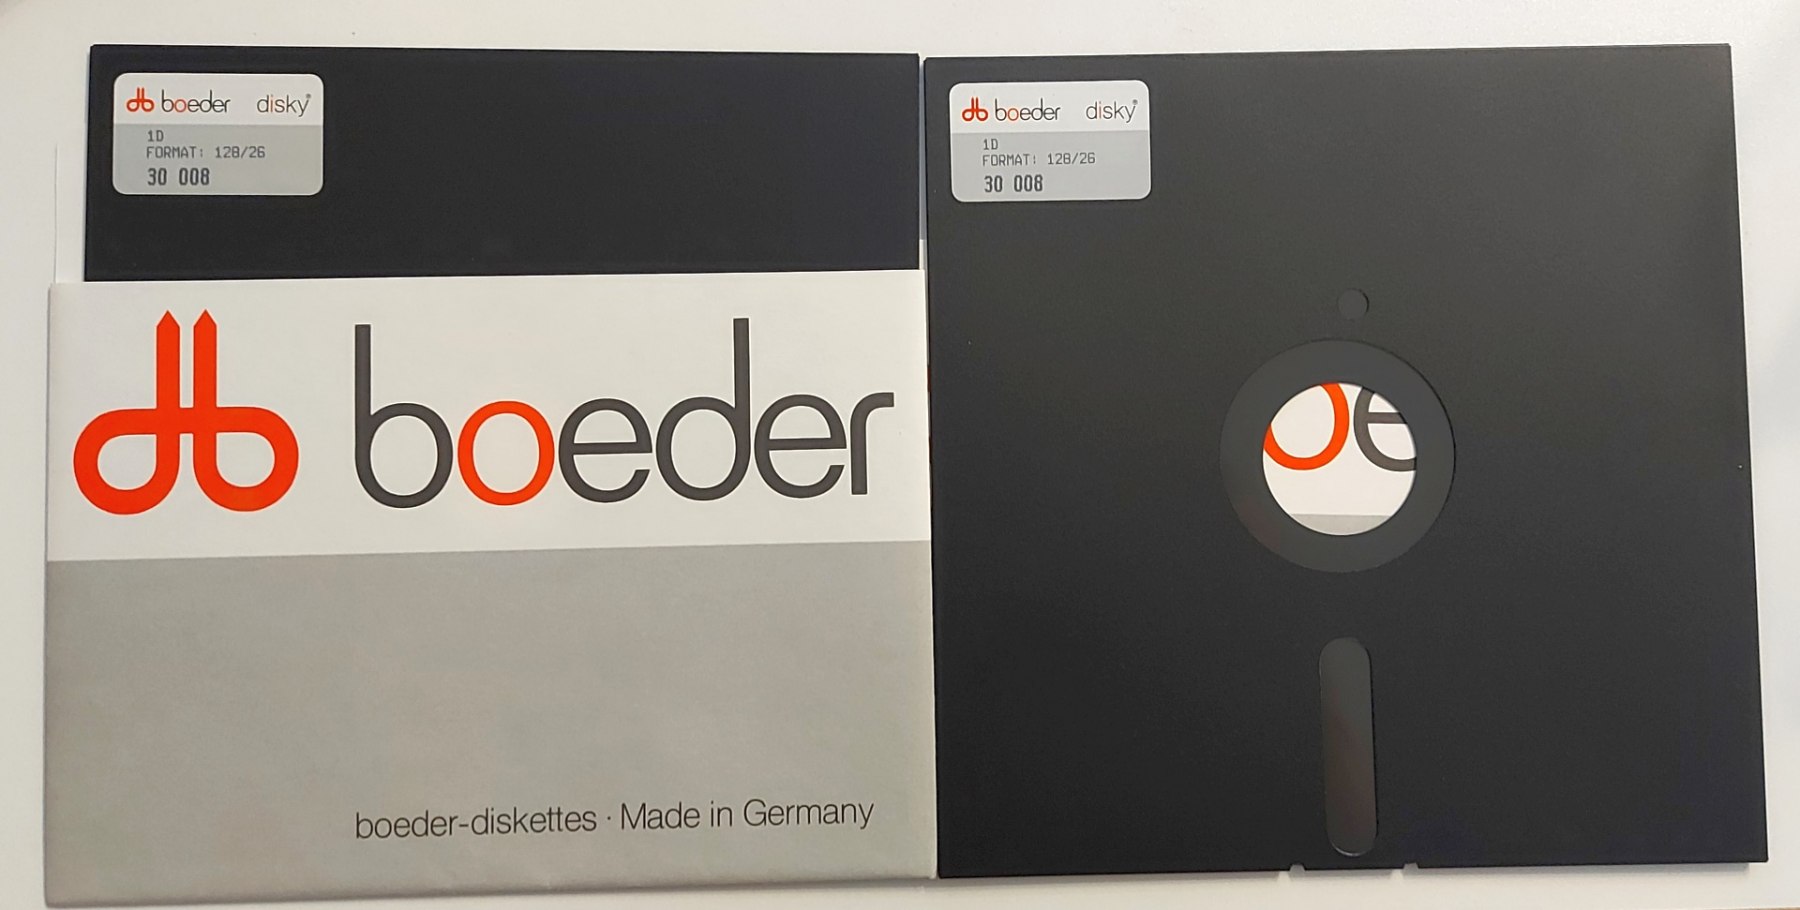 boeder disky®
1D
FORMAT: 128/26
30 008
boeder
boeder-diskettes · Made in Germany
boeder disky®
1D
FORMAT: 128/26
30 008
oe